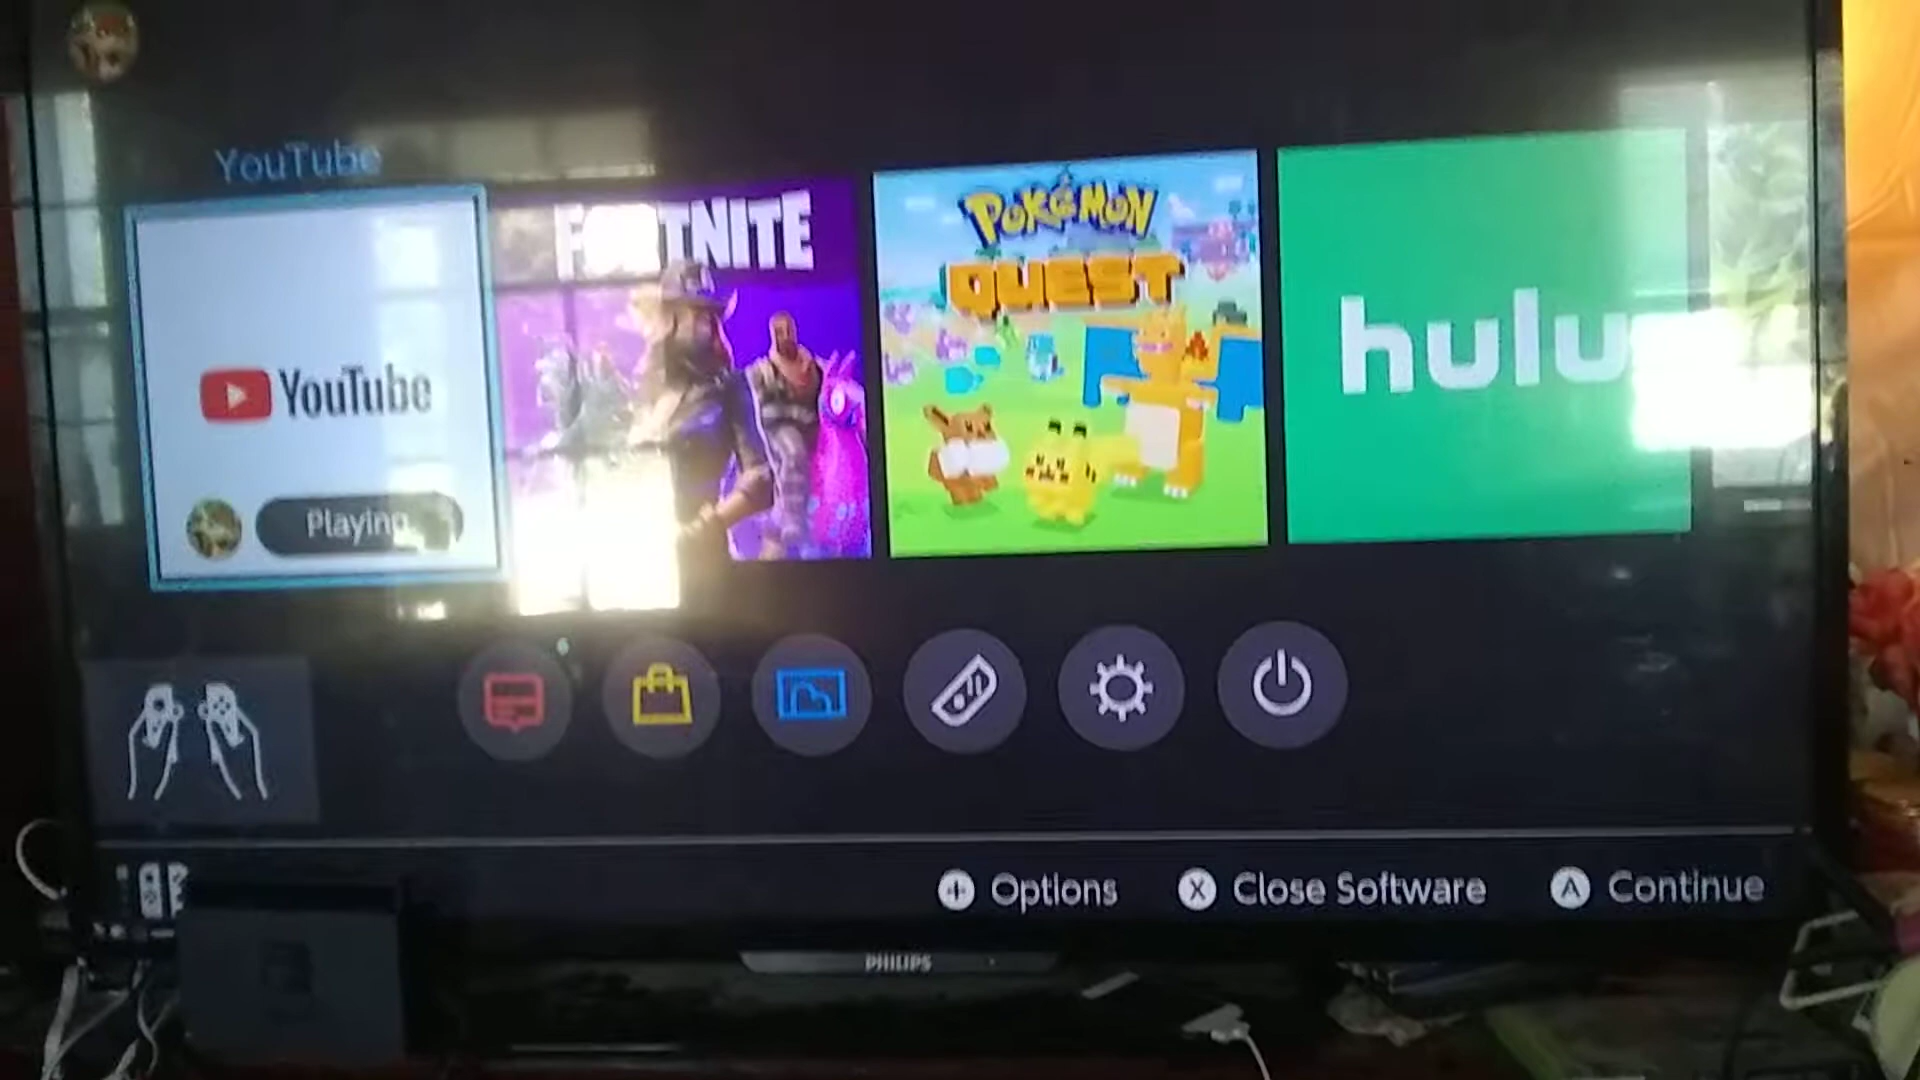 YouTube
YouTube
Playing
FORTNITE
POKéMON
QUEST
hulu
Options
X Close Software
A Continue
PHILIPS